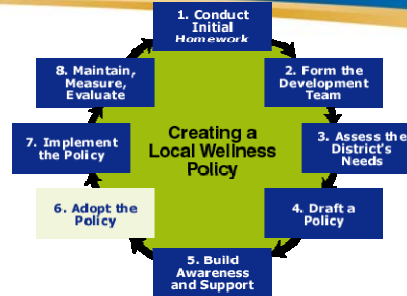 1. Conduct
Initial
Homework
2. Form the
Development
Team
3. Assess the
District's
Needs
4. Draft a
Policy
5. Build
Awareness
and Support
6. Adopt the
Policy
7. Implement
the Policy
8. Maintain,
Measure,
Evaluate
Creating a
Local Wellness
Policy